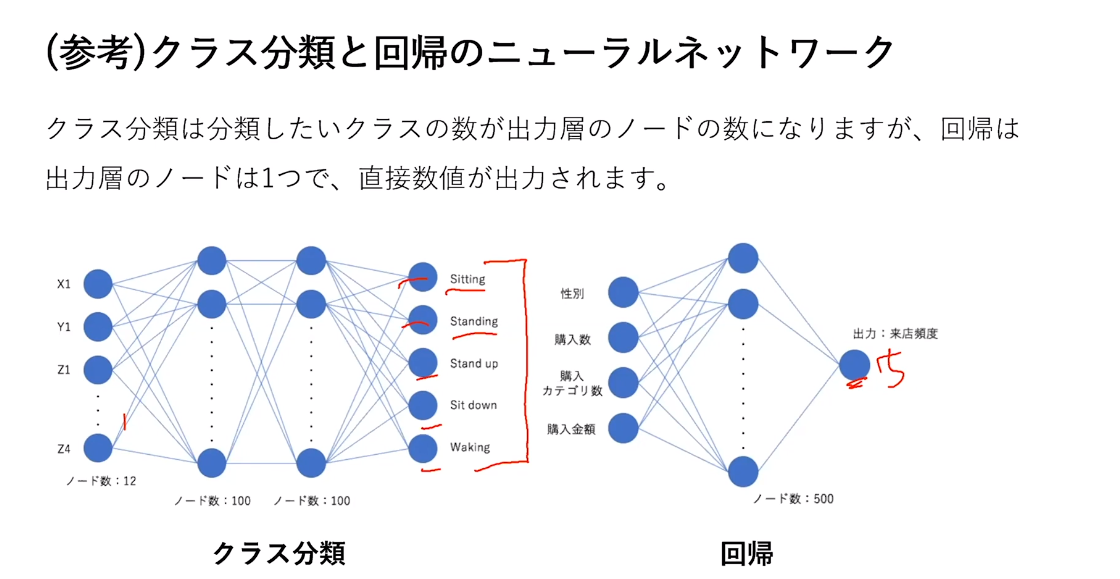 (参考)クラス分類と回帰のニューラルネットワーク
クラス分類は分類したいクラスの数が出力層のノードの数になりますが、回帰は
出力層のノードは1つで、直接数値が出力されます。
X1
Y1
Z1
Z4
ノード数：12
ノード数：100
ノード数：100
Sitting
Standing
Stand up
Sit down
Waking
クラス分類
性別
購入数
購入
カテゴリ数
購入金額
ノード数：500
出力：来店頻度
5
回帰